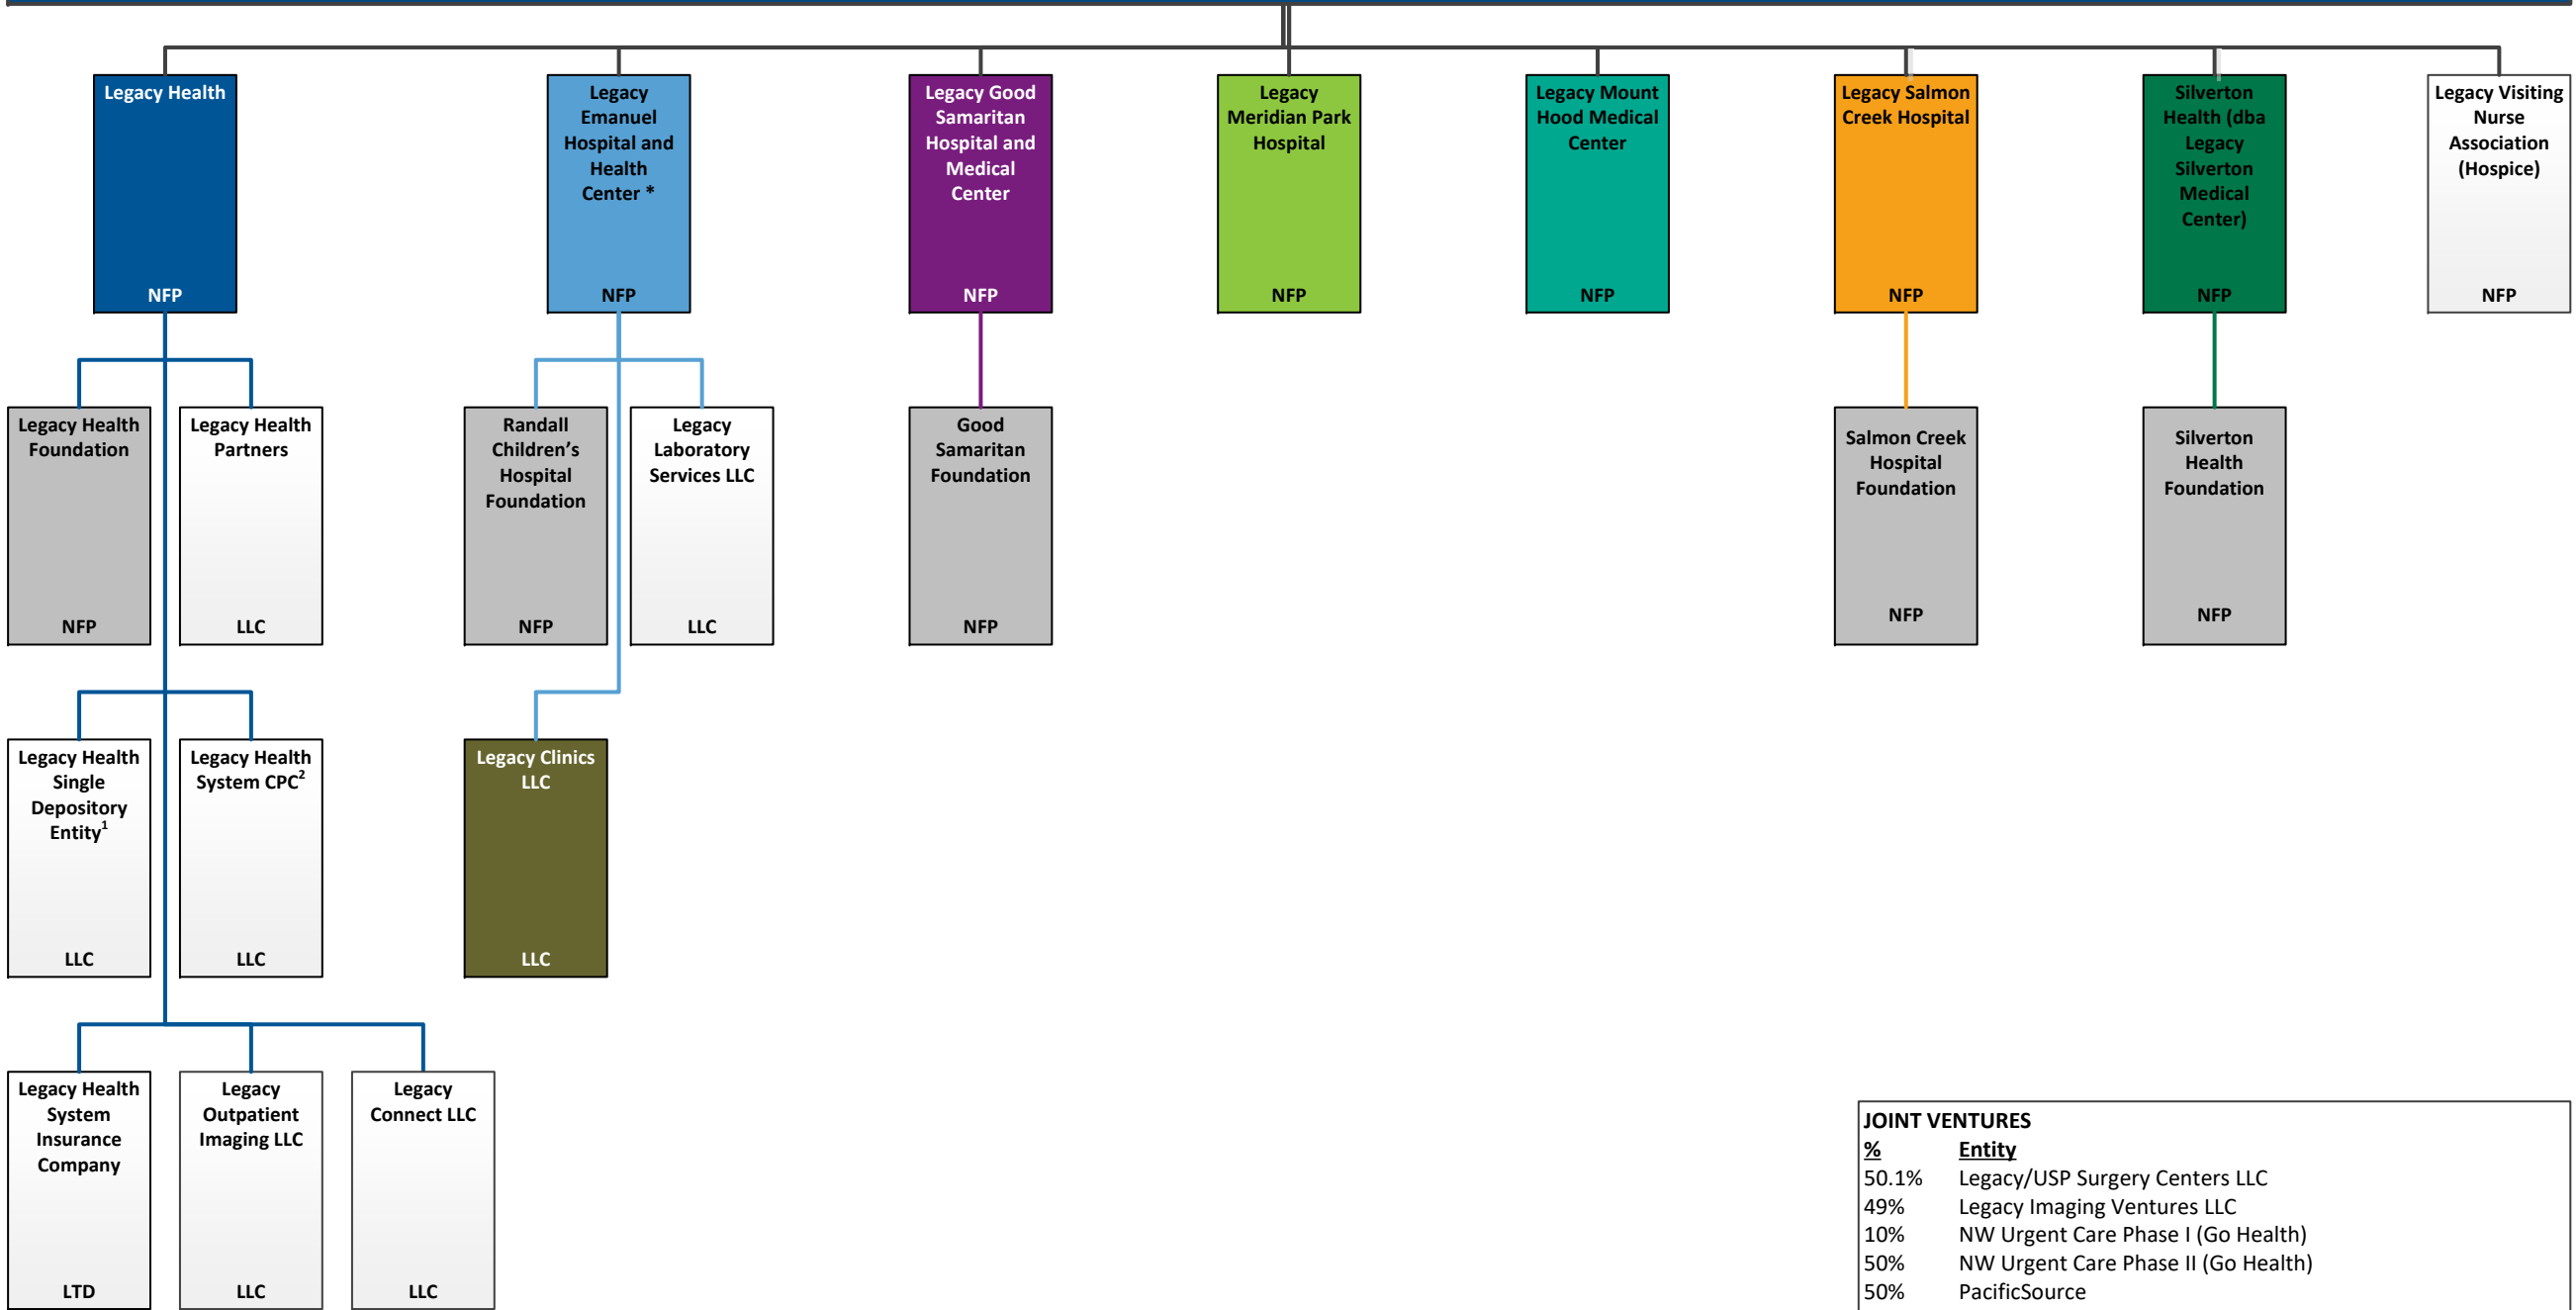 Legacy Health
NFP
Legacy
Emanuel
Hospital and
Health
Center *
NFP
Legacy Good
Samaritan
Hospital and
Medical
Center
NFP
Legacy
Meridian Park
Hospital
NFP
Legacy Mount
Hood Medical
Center
NFP
Legacy Salmon
Creek Hospital
NFP
Silverton
Health (dba
Legacy
Silverton
Medical
Center)
NFP
Legacy Visiting
Nurse
Association
(Hospice)
NFP
Legacy Health
Foundation
NFP
Legacy Health
Partners
LLC
Randall
Children’s
Hospital
Foundation
NFP
Legacy
Laboratory
Services LLC
LLC
Good
Samaritan
Foundation
NFP
Salmon Creek
Hospital
Foundation
NFP
Silverton
Health
Foundation
NFP
Legacy Health
Single
Depository
Entity1
LLC
Legacy Health
System CPC2
LLC
Legacy Clinics
LLC
LLC
Legacy Health
System
Insurance
Company
LTD
Legacy
Outpatient
Imaging LLC
LLC
Legacy
Connect LLC
LLC
JOINT VENTURES
% Entity
50.1% Legacy/USP Surgery Centers LLC
49% Legacy Imaging Ventures LLC
10% NW Urgent Care Phase I (Go Health)
50% NW Urgent Care Phase II (Go Health)
50% PacificSource